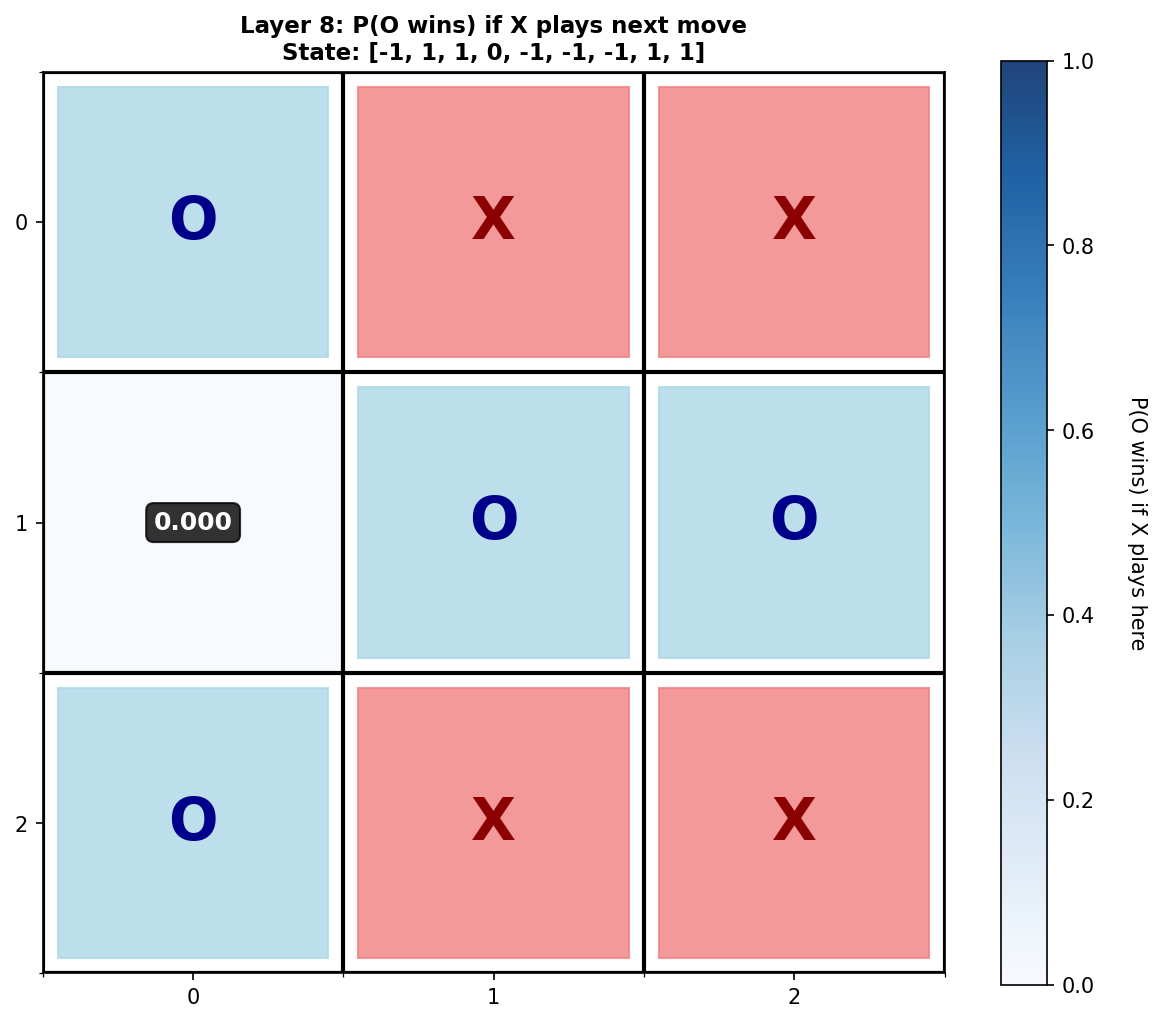 Layer 8: P(O wins) if X plays next move
State: [-1, 1, 1, 0, -1, -1, -1, 1, 1]
0 O X X
1 0.000 O O
2 O X X
0 1 2
1.0
0.8
0.6
0.4
0.2
0.0
P(O wins) if X plays here